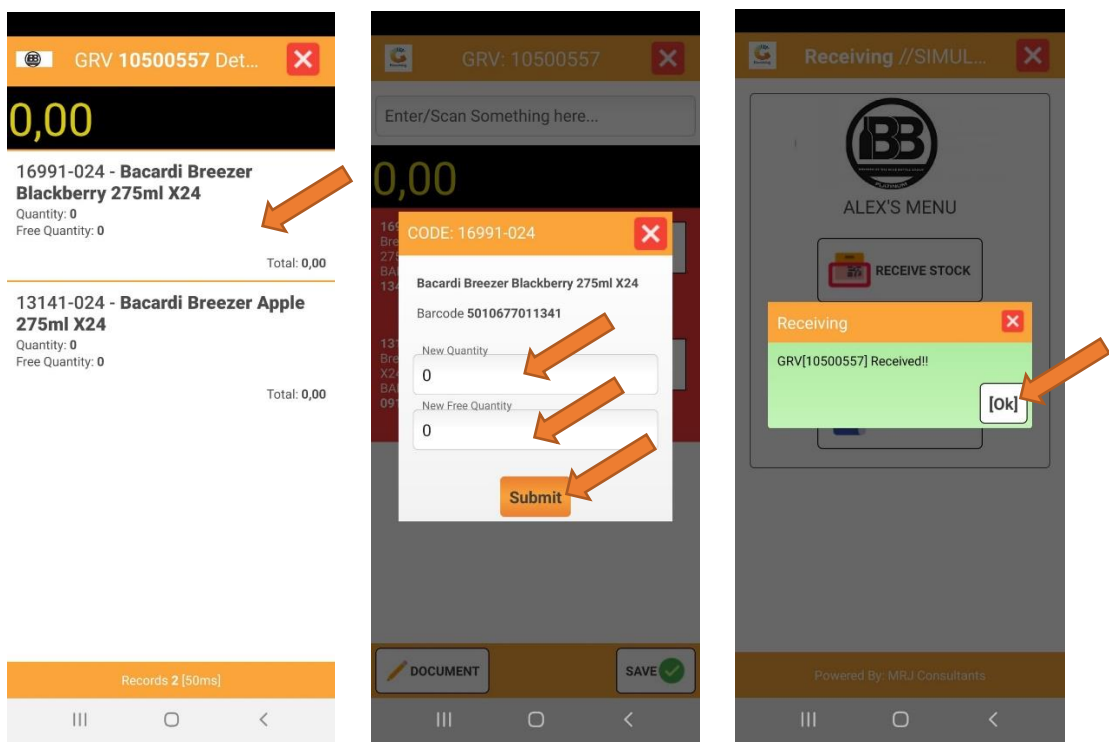 GRV 10500557 Det...
0,00
16991-024 - Bacardi Breezer
Blackberry 275ml X24
Quantity: 0
Free Quantity: 0
Total: 0,00
13141-024 - Bacardi Breezer Apple
275ml X24
Quantity: 0
Free Quantity: 0
Total: 0,00
Records 2 [50ms]
GRV: 10500557
Enter/Scan Something here...
0,00
CODE: 16991-024
Bacardi Breezer Blackberry 275ml X24
Barcode 5010677011341
New Quantity
0
New Free Quantity
0
Submit
DOCUMENT
SAVE
Receiving //SIMUL...
BB
PLATINUM
ALEX'S MENU
RECEIVE STOCK
Receiving
GRV[10500557] Received!!
[Ok]
Powered By: MRJ Consultants